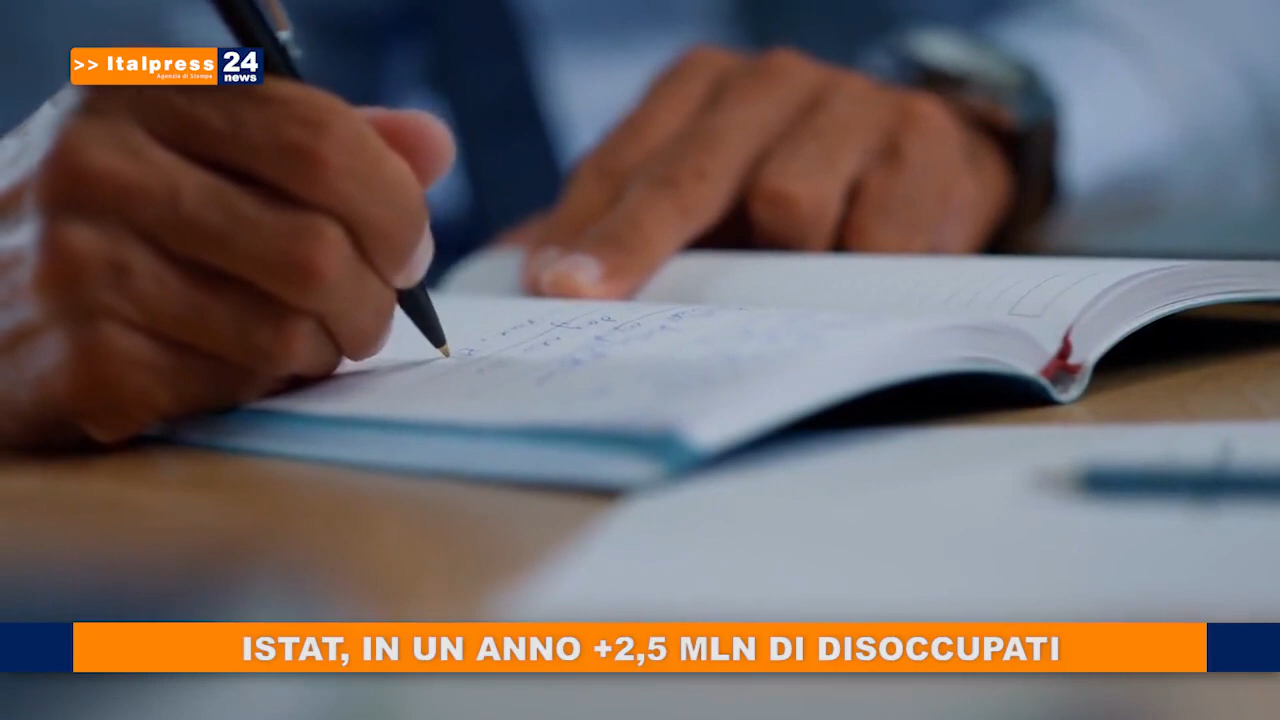 >> Italpress 24
Agenzia di Stampa news
ISTAT, IN UN ANNO +2,5 MLN DI DISOCCUPATI